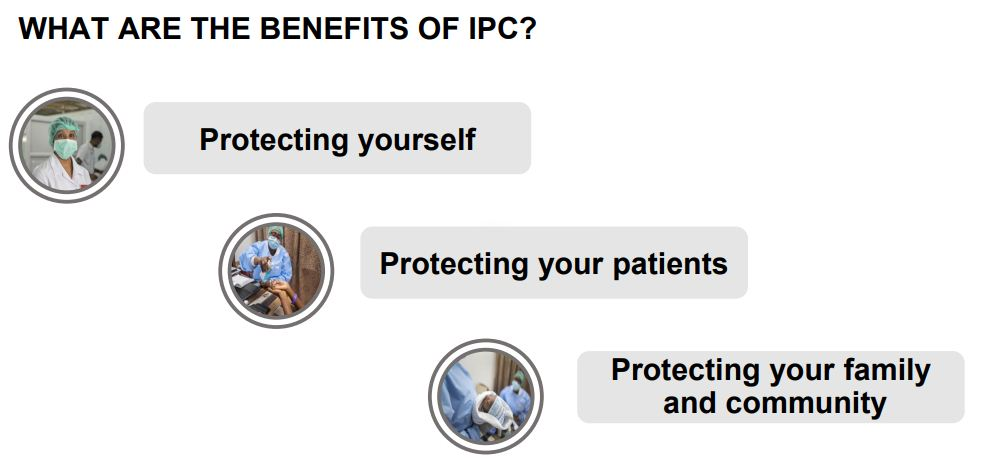 WHAT ARE THE BENEFITS OF IPC?
Protecting yourself
Protecting your patients
Protecting your family
and community